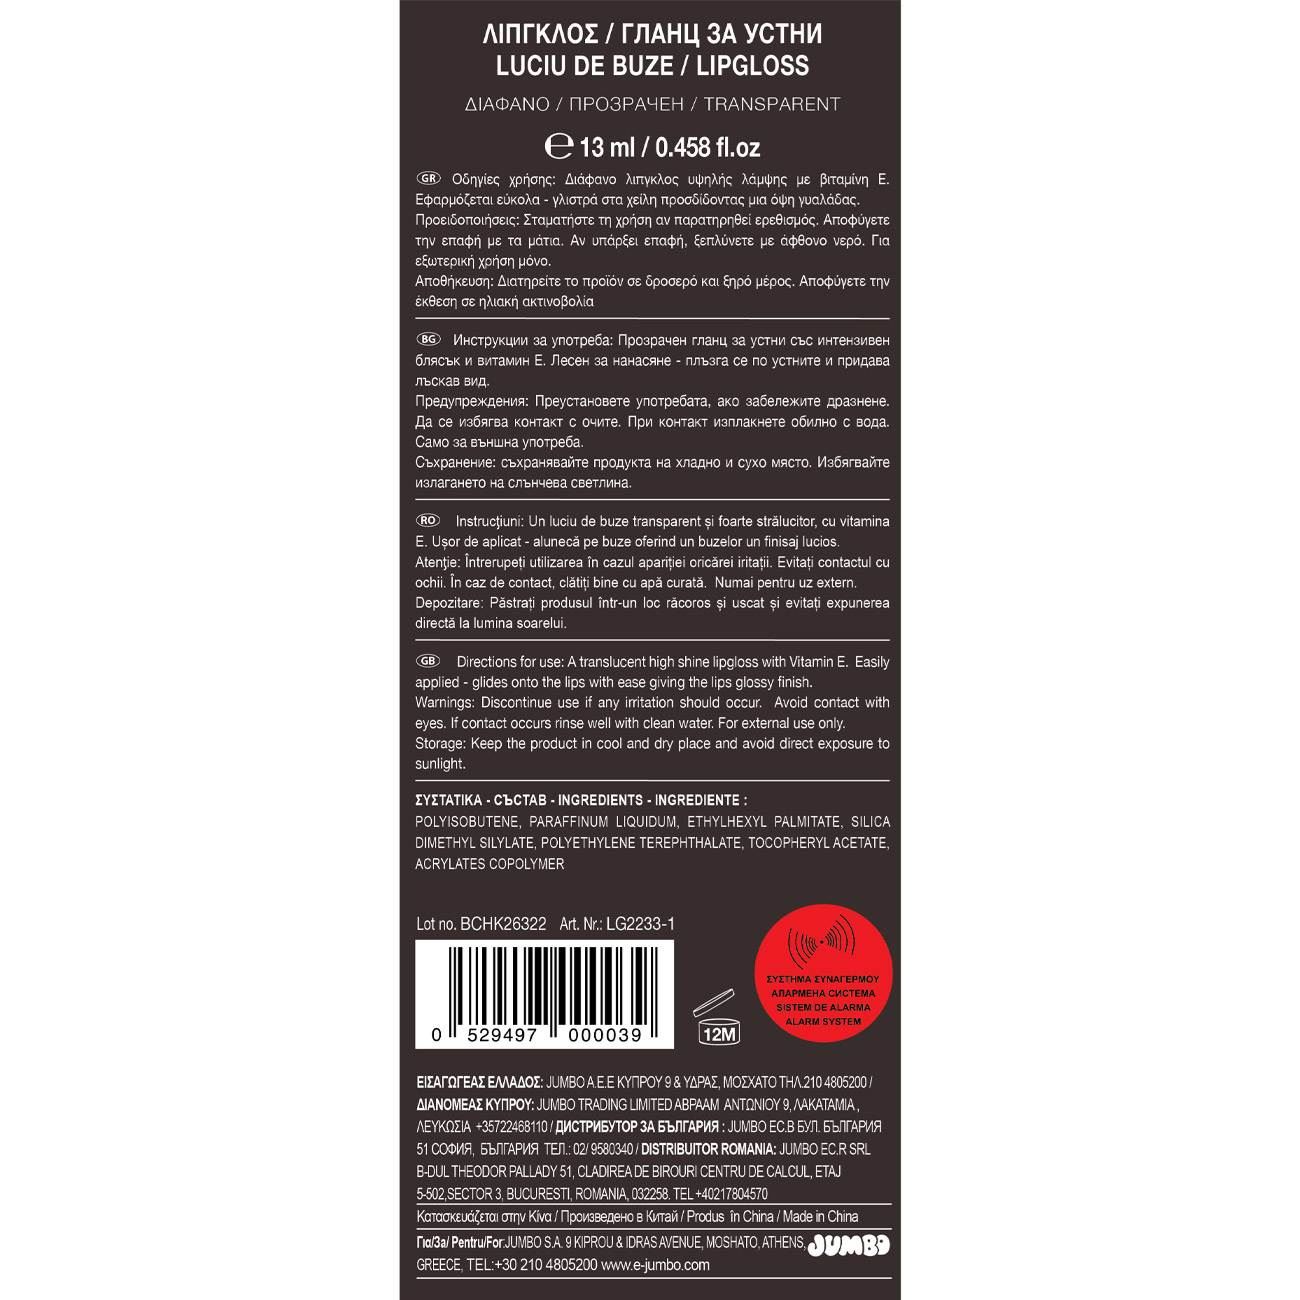 ΛΙΠΓΚΛΟΣ / ГЛАНЦ ЗА УСТНИ
LUCIU DE BUZE / LIPGLOSS
ΔΙΑΦΑΝΟ / ПРОЗРАЧЕН / TRANSPARENT
℮ 13 ml / 0.458 fl.oz
GR Οδηγίες χρήσης: Διάφανο λιπγκλος υψηλής λάμψης με βιταμίνη Ε.
Εφαρμόζεται εύκολα - γλιστρά στα χείλη προσδίδοντας μια όψη γυαλάδας.
Προειδοποιήσεις: Σταματήστε τη χρήση αν παρατηρηθεί ερεθισμός. Αποφύγετε
την επαφή με τα μάτια. Αν υπάρξει επαφή, ξεπλύνετε με άφθονο νερό. Για
εξωτερική χρήση μόνο.
Αποθήκευση: Διατηρείτε το προϊόν σε δροσερό και ξηρό μέρος. Αποφύγετε την
έκθεση σε ηλιακή ακτινοβολία
BG Инструкции за употреба: Прозрачен гланц за устни със интензивен
блясък и витамин Е. Лесен за нанасяне - плъзга се по устните и придава
лъскав вид.
Предупреждения: Преустановете употребата, ако забележите дразнене.
Да се избягва контакт с очите. При контакт изплакнете обилно с вода.
Само за външна употреба.
Съхранение: съхранявайте продукта на хладно и сухо място. Избягвайте
излагането на слънчева светлина.
RO Instrucţiuni: Un luciu de buze transparent și foarte strălucitor, cu vitamina
E. Ușor de aplicat - alunecă pe buze oferind un buzelor un finisaj lucios.
Atenţie: Întrerupeţi utilizarea în cazul apariţiei oricărei iritaţii. Evitaţi contactul cu
ochii. În caz de contact, clătiţi bine cu apă curată. Numai pentru uz extern.
Depozitare: Păstraţi produsul într-un loc răcoros și uscat și evitaţi expunerea
directă la lumina soarelui.
GB Directions for use: A translucent high shine lipgloss with Vitamin E. Easily
applied - glides onto the lips with ease giving the lips glossy finish.
Warnings: Discontinue use if any irritation should occur. Avoid contact with
eyes. If contact occurs rinse well with clean water. For external use only.
Storage: Keep the product in cool and dry place and avoid direct exposure to
sunlight.
ΣΥΣΤΑΤΙΚΑ - СЪСТАВ - INGREDIENTS - INGREDIENTE :
POLYISOBUTENE, PARAFFINUM LIQUIDUM, ETHYLHEXYL PALMITATE, SILICA
DIMETHYL SILYLATE, POLYETHYLENE TEREPHTHALATE, TOCOPHERYL ACETATE,
ACRYLATES COPOLYMER
Lot no. BCHK26322 Art. Nr.: LG2233-1
0 529497 000039
12M
ΣΥΣΤΗΜΑ ΣΥΝΑΓΕΡΜΟΥ
АПАРМЕНА СИСТЕМА
SISTEM DE ALARMA
ALARM SYSTEM
ΕΙΣΑΓΩΓΕΑΣ ΕΛΛΑΔΟΣ: JUMBO A.E.E ΚΥΠΡΟΥ 9 & ΥΔΡΑΣ, ΜΟΣΧΑΤΟ ΤΗΛ.210 4805200 /
ΔΙΑΝΟΜΕΑΣ ΚΥΠΡΟΥ: JUMBO TRADING LIMITED ΑΒΡΑΑΜ ΑΝΤΩΝΙΟΥ 9, ΛΑΚΑΤΑΜΙΑ ,
ΛΕΥΚΩΣΙΑ +35722468110 / ДИСТРИБУТОР ЗА БЪЛГАРИЯ : JUMBO EC.B БУЛ. БЪЛГАРИЯ
51 СОФИЯ, БЪЛГАРИЯ ТЕЛ.: 02/ 9580340 / DISTRIBUITOR ROMANIA: JUMBO EC.R SRL
B-DUL THEODOR PALLADY 51, CLADIREA DE BIROURI CENTRU DE CALCUL, ETAJ
5-502,SECTOR 3, BUCURESTI, ROMANIA, 032258. TEL +40217804570
Κατασκευάζεται στην Κίνα / Произведено в Китай / Produs în China / Made in China
Για/За/ Pentru/For:JUMBO S.A. 9 KIPROU & IDRAS AVENUE, MOSHATO, ATHENS, JUMBO
GREECE, TEL:+30 210 4805200 www.e-jumbo.com